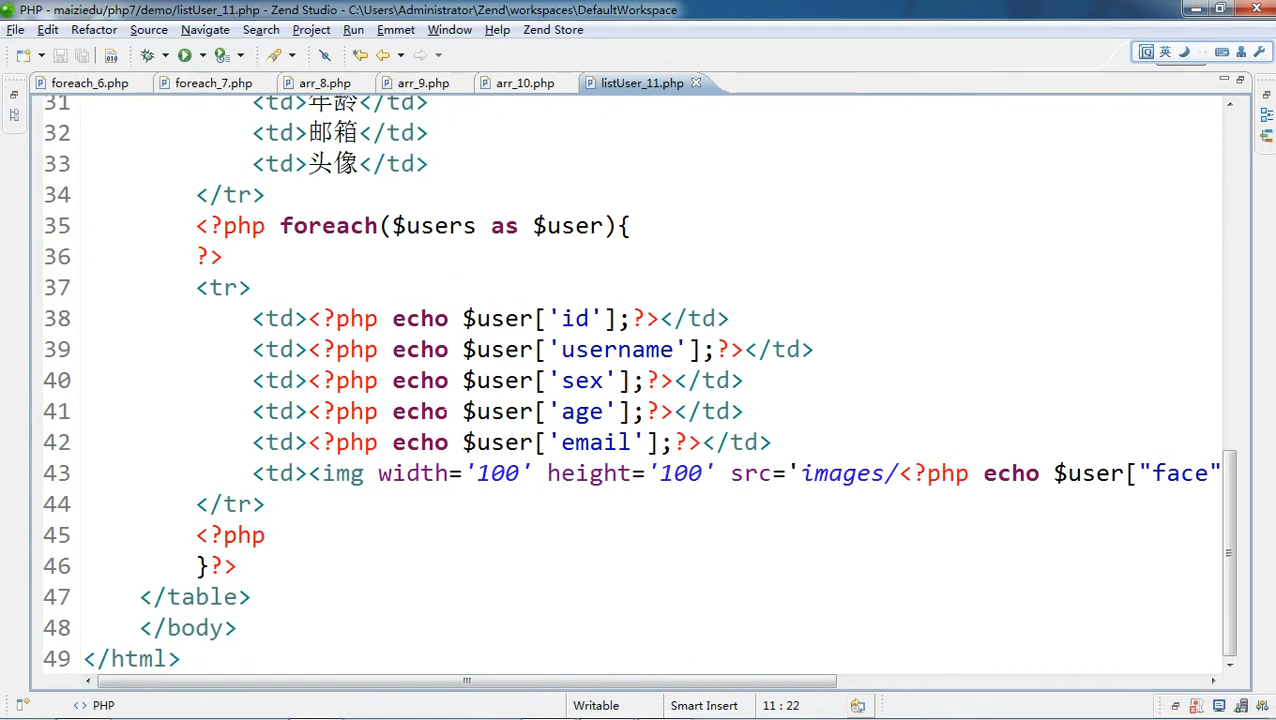 PHP - maiziedu/php7/demo/listUser_11.php - Zend Studio - C:\Users\Administrator\Zend\workspaces\DefaultWorkspace
File Edit Refactor Source Navigate Search Project Run Emmet Window Help Zend Store
英
foreach_6.php foreach_7.php arr_8.php arr_9.php arr_10.php listUser_11.php
31 <td>年龄</td>
32 <td>邮箱</td>
33 <td>头像</td>
34 </tr>
35 <?php foreach($users as $user){
36 ?>
37 <tr>
38 <td><?php echo $user['id'];?></td>
39 <td><?php echo $user['username'];?></td>
40 <td><?php echo $user['sex'];?></td>
41 <td><?php echo $user['age'];?></td>
42 <td><?php echo $user['email'];?></td>
43 <td><img width='100' height='100' src='images/<?php echo $user["face"
44 </tr>
45 <?php
46 }?>
47 </table>
48 </body>
49 </html>
<> PHP Writable Smart Insert 11 : 22